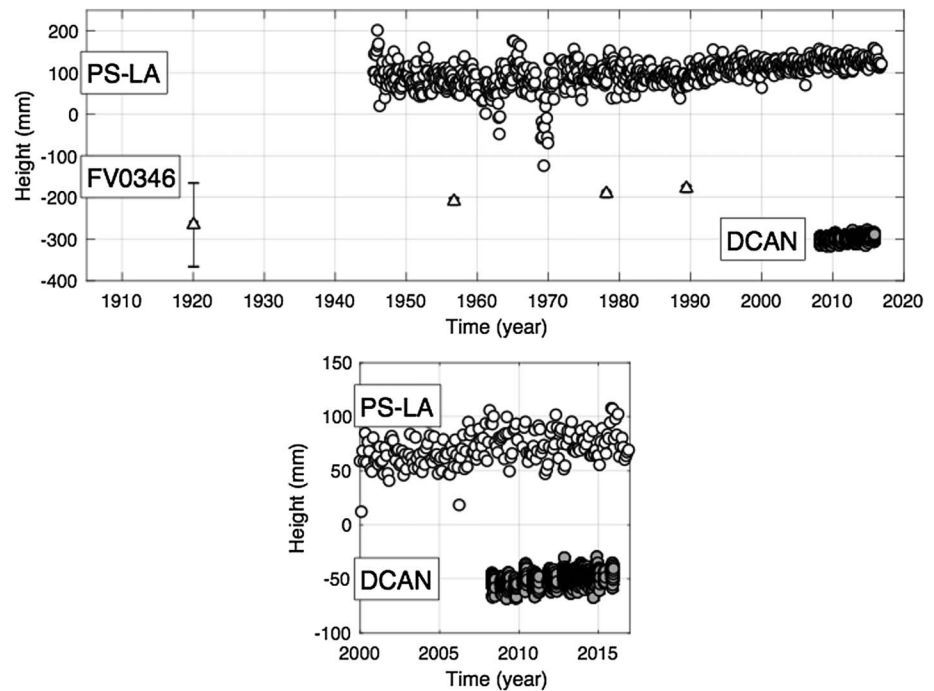 200
PS-LA
100
0
Height (mm)
-100
FV0346
-200
-300
DCAN
-400
1910 1920 1930 1940 1950 1960 1970 1980 1990 2000 2010 2020
Time (year)
150
PS-LA
100
50
Height (mm)
0
DCAN
-50
-100
2000 2005 2010 2015
Time (year)